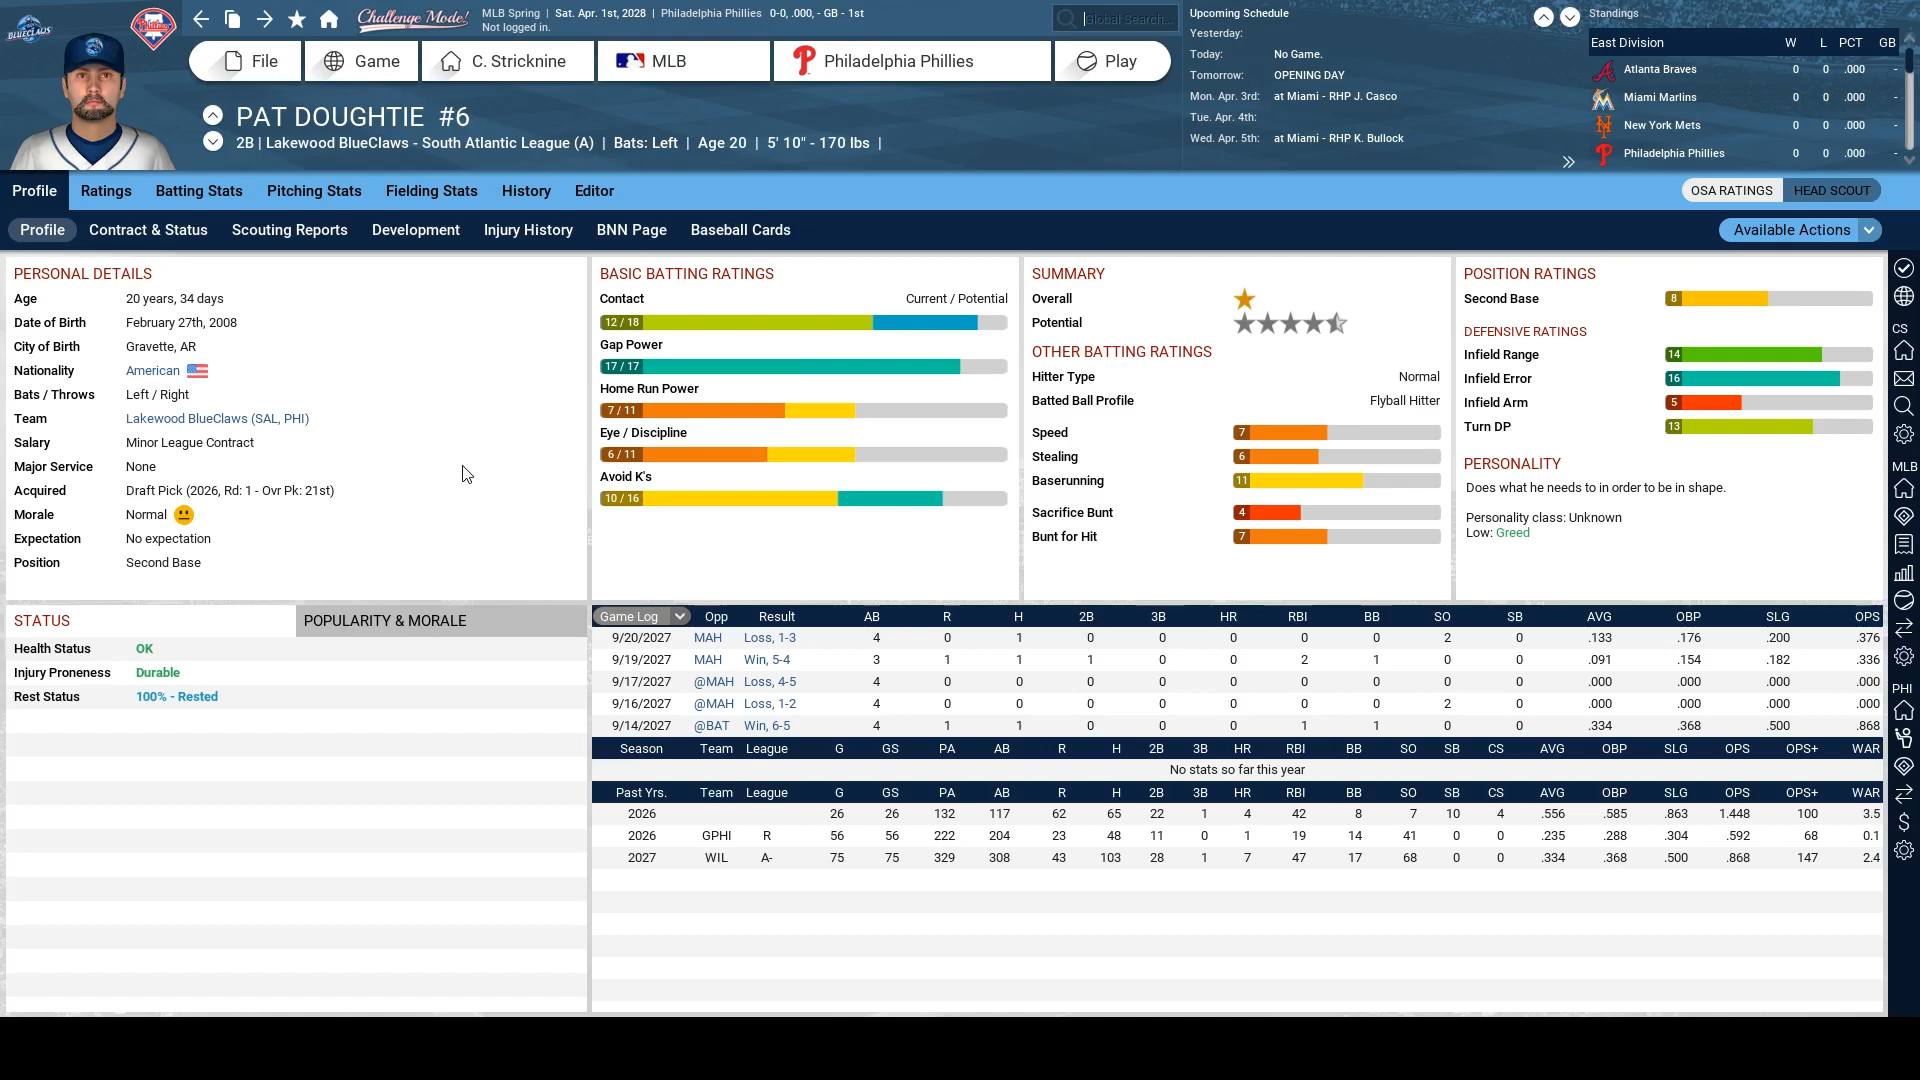 BLUECLAWS
Challenge Mode!
MLB Spring | Sat. Apr. 1st, 2028 | Philadelphia Phillies 0-0, .000, - GB - 1st
Not logged in.
Global Search...
File
Game
C. Stricknine
MLB
Philadelphia Phillies
Play
PAT DOUGHTIE #6
2B | Lakewood BlueClaws - South Atlantic League (A) | Bats: Left | Age 20 | 5' 10" - 170 lbs |
Upcoming Schedule
Yesterday:
Today: No Game.
Tomorrow: OPENING DAY
Mon. Apr. 3rd: at Miami - RHP J. Casco
Tue. Apr. 4th:
Wed. Apr. 5th: at Miami - RHP K. Bullock
Standings
East Division W L PCT GB
Atlanta Braves 0 0 .000 -
Miami Marlins 0 0 .000 -
New York Mets 0 0 .000 -
Philadelphia Phillies 0 0 .000 -
Profile Ratings Batting Stats Pitching Stats Fielding Stats History Editor
OSA RATINGS HEAD SCOUT
Profile Contract & Status Scouting Reports Development Injury History BNN Page Baseball Cards
Available Actions
PERSONAL DETAILS
Age 20 years, 34 days
Date of Birth February 27th, 2008
City of Birth Gravette, AR
Nationality American
Bats / Throws Left / Right
Team Lakewood BlueClaws (SAL, PHI)
Salary Minor League Contract
Major Service None
Acquired Draft Pick (2026, Rd: 1 - Ovr Pk: 21st)
Morale Normal
Expectation No expectation
Position Second Base
BASIC BATTING RATINGS
Contact Current / Potential
12 / 18
Gap Power
17 / 17
Home Run Power
7 / 11
Eye / Discipline
6 / 11
Avoid K's
10 / 16
SUMMARY
Overall
Potential
OTHER BATTING RATINGS
Hitter Type Normal
Batted Ball Profile Flyball Hitter
Speed 7
Stealing 6
Baserunning 11
Sacrifice Bunt 4
Bunt for Hit 7
POSITION RATINGS
Second Base 8
DEFENSIVE RATINGS
Infield Range 14
Infield Error 16
Infield Arm 5
Turn DP 13
PERSONALITY
Does what he needs to in order to be in shape.
Personality class: Unknown
Low: Greed
CS
MLB
PHI
STATUS
POPULARITY & MORALE
Health Status OK
Injury Proneness Durable
Rest Status 100% - Rested
Game Log Opp Result AB R H 2B 3B HR RBI BB SO SB AVG OBP SLG OPS
9/20/2027 MAH Loss, 1-3 4 0 1 0 0 0 0 0 2 0 .133 .176 .200 .376
9/19/2027 MAH Win, 5-4 3 1 1 1 0 0 2 1 0 0 .091 .154 .182 .336
9/17/2027 @MAH Loss, 4-5 4 0 0 0 0 0 0 0 0 0 .000 .000 .000 .000
9/16/2027 @MAH Loss, 1-2 4 0 0 0 0 0 0 0 2 0 .000 .000 .000 .000
9/14/2027 @BAT Win, 6-5 4 1 1 0 0 0 1 1 0 0 .334 .368 .500 .868
Season Team League G GS PA AB R H 2B 3B HR RBI BB SO SB CS AVG OBP SLG OPS OPS+ WAR
No stats so far this year
Past Yrs. Team League G GS PA AB R H 2B 3B HR RBI BB SO SB CS AVG OBP SLG OPS OPS+ WAR
2026 26 26 132 117 62 65 22 1 4 42 8 7 10 4 .556 .585 .863 1.448 100 3.5
2026 GPHI R 56 56 222 204 23 48 11 0 1 19 14 41 0 0 .235 .288 .304 .592 68 0.1
2027 WIL A- 75 75 329 308 43 103 28 1 7 47 17 68 0 0 .334 .368 .500 .868 147 2.4